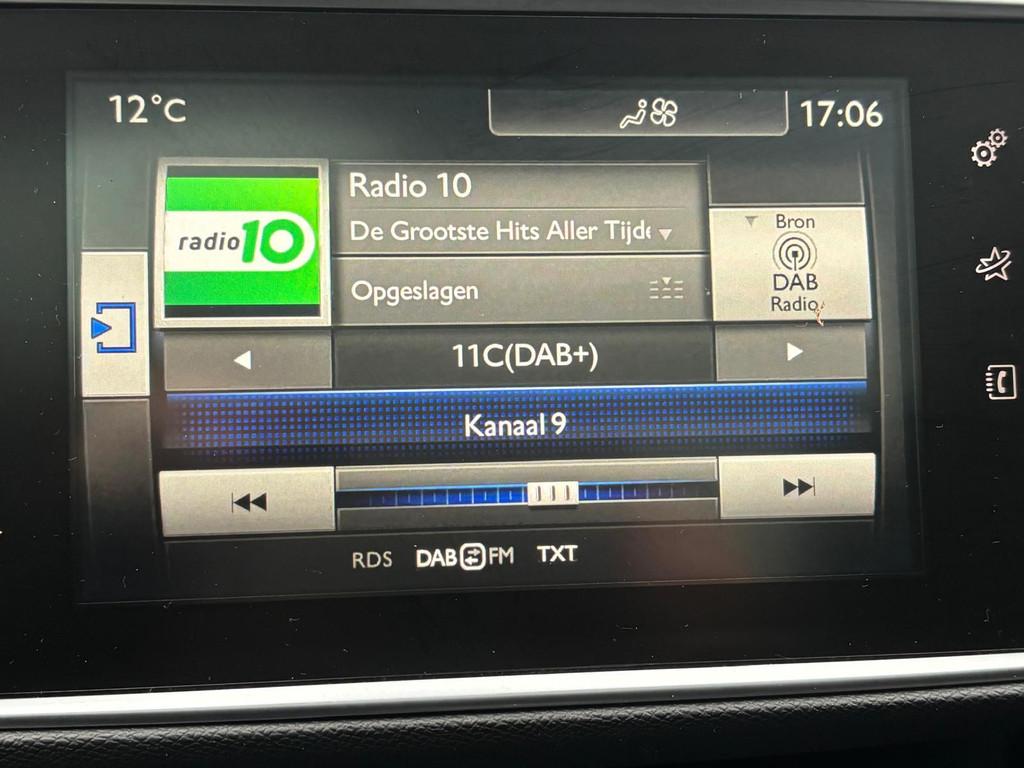 12°C
17:06
radio10
Radio 10
De Grootste Hits Aller Tijde
Bron
DAB
Radio
Opgeslagen
11C(DAB+)
Kanaal 9
RDS
DAB FM
TXT